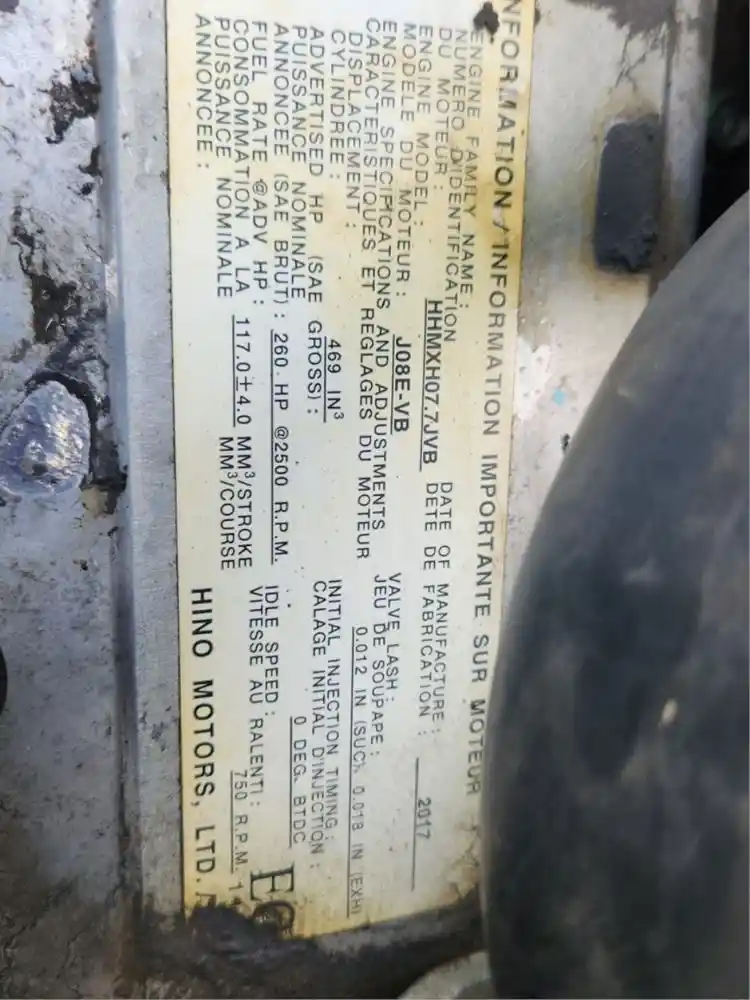 NFORMATION / INFORMATION IMPORTANTE SUR MOTEUR
ENGINE FAMILY NAME:
NUMERO D'IDENTIFICATION
DU MOTEUR: HHMXH07.7JVB
DATE OF MANUFACTURE:
DETE DE FABRICATION: 2017
ENGINE MODEL:
MODELE DU MOTEUR: J08E-VB
ENGINE SPECIFICATIONS AND ADJUSTMENTS
CARACTERISTIQUES ET REGLAGES DU MOTEUR
DISPLACEMENT:
CYLINDREE: 469 IN³
VALVE LASH:
JEU DE SOUPAPE:
0.012 IN (SUC), 0.018 IN (EXH)
ADVERTISED HP (SAE GROSS):
PUISSANCE NOMINALE
ANNONCEE (SAE BRUT): 260 HP @2500 R.P.M.
INITIAL INJECTION TIMING:
CALAGE INITIAL D'INJECTION:
0 DEG. BTDC
FUEL RATE @ADV HP:
CONSOMMATION A LA 117.0±4.0 MM³/STROKE
PUISSANCE NOMINALE MM³/COURSE
ANNONCEE:
IDLE SPEED:
VITESSE AU RALENTI:
750 R.P.M.
HINO MOTORS, LTD.